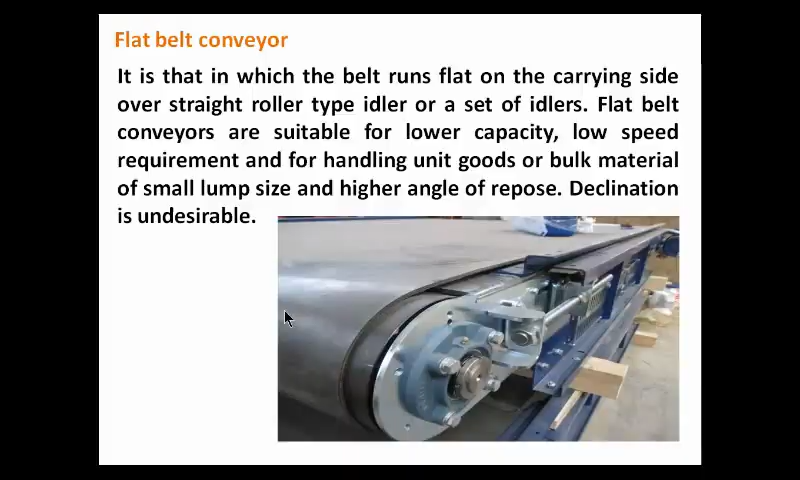 Flat belt conveyor
It is that in which the belt runs flat on the carrying side
over straight roller type idler or a set of idlers. Flat belt
conveyors are suitable for lower capacity, low speed
requirement and for handling unit goods or bulk material
of small lump size and higher angle of repose. Declination
is undesirable.